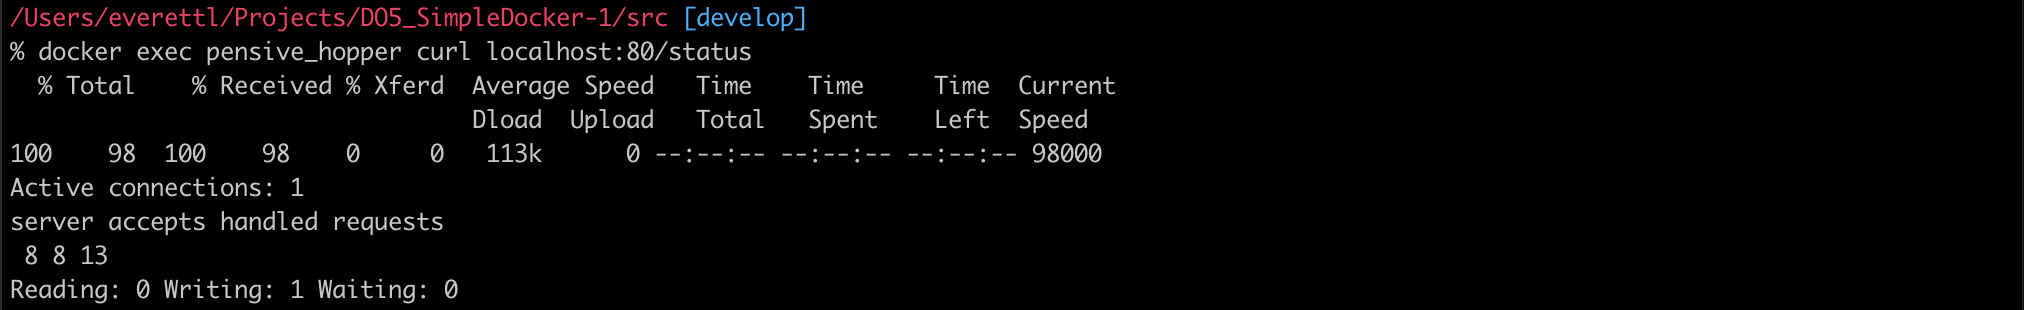 /Users/everettl/Projects/DO5_SimpleDocker-1/src [develop]
% docker exec pensive_hopper curl localhost:80/status
  % Total    % Received % Xferd  Average Speed   Time    Time     Time  Current
                                 Dload  Upload   Total   Spent    Left  Speed
100    98  100    98    0     0   113k      0 --:--:-- --:--:-- --:--:-- 98000
Active connections: 1
server accepts handled requests
 8 8 13
Reading: 0 Writing: 1 Waiting: 0